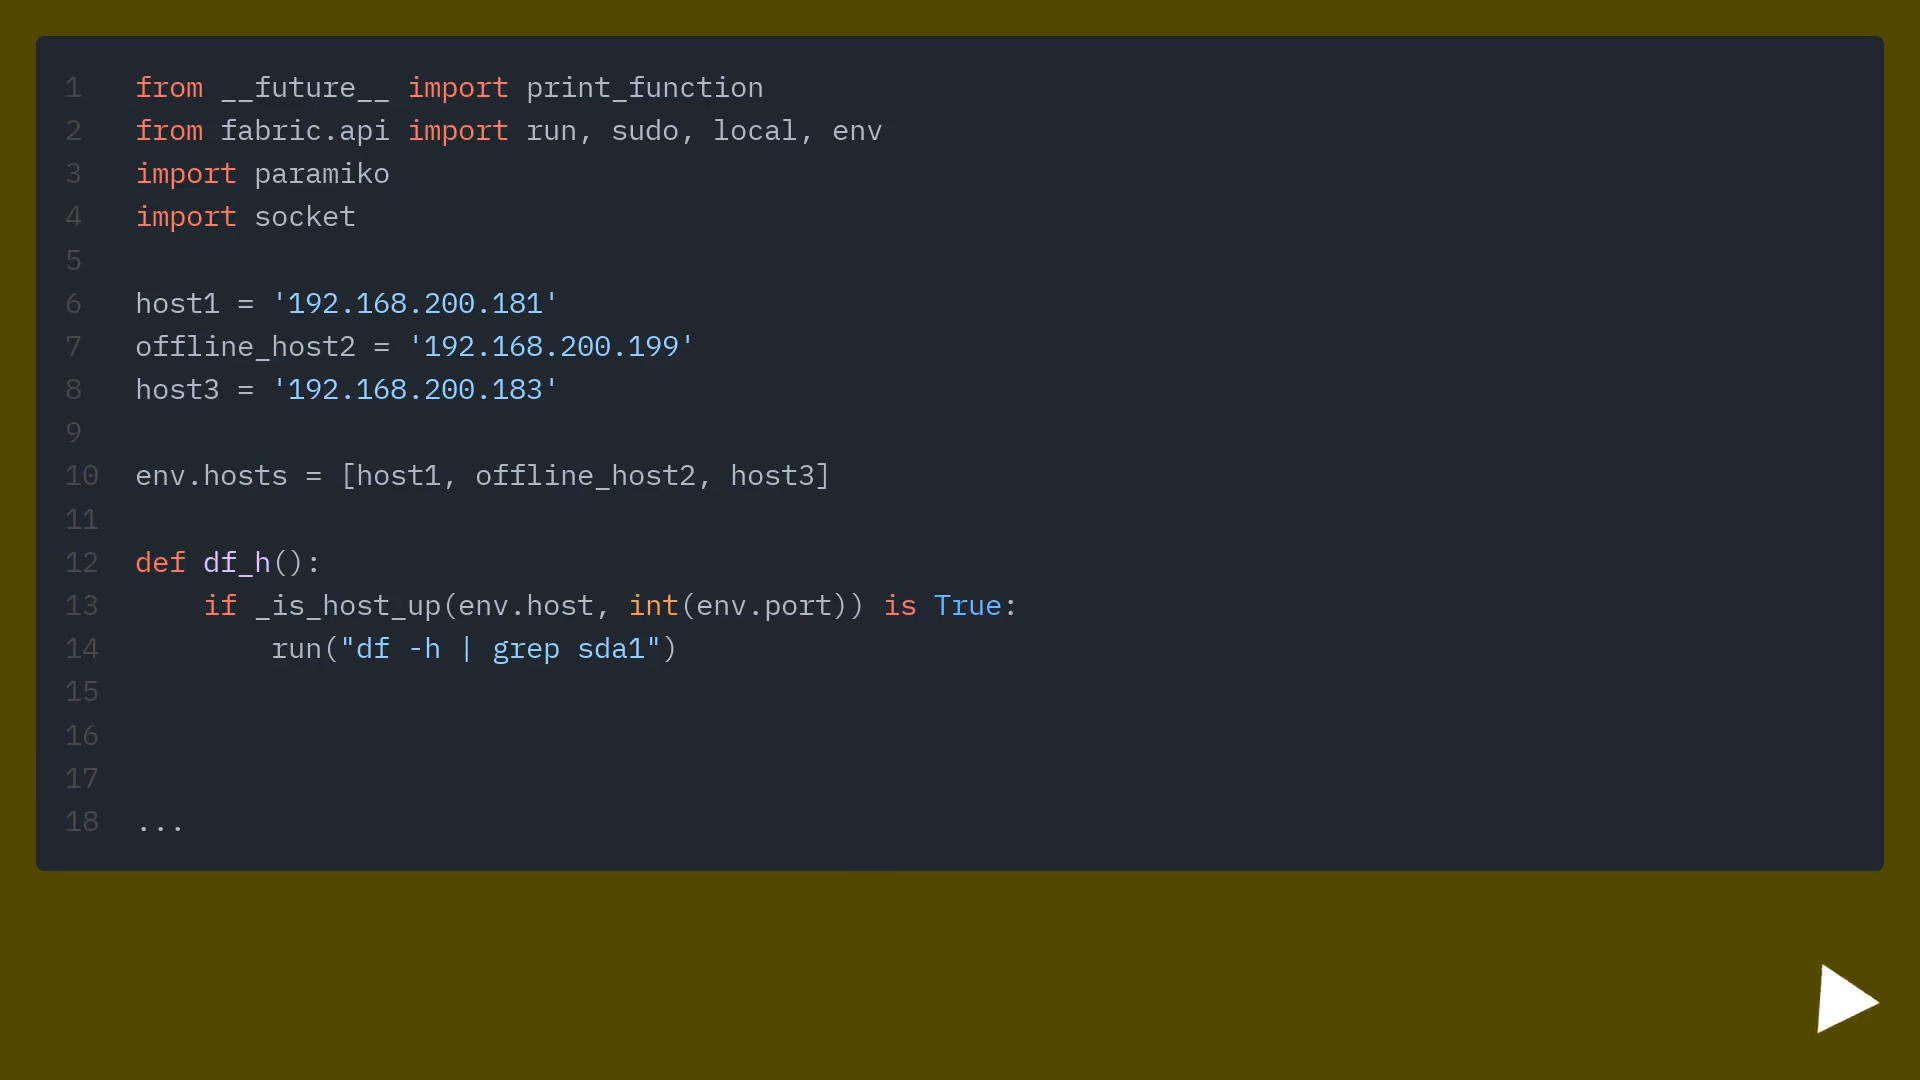 1 from __future__ import print_function
2 from fabric.api import run, sudo, local, env
3 import paramiko
4 import socket
5
6 host1 = '192.168.200.181'
7 offline_host2 = '192.168.200.199'
8 host3 = '192.168.200.183'
9
10 env.hosts = [host1, offline_host2, host3]
11
12 def df_h():
13     if _is_host_up(env.host, int(env.port)) is True:
14         run("df -h | grep sda1")
15
16
17
18 ...